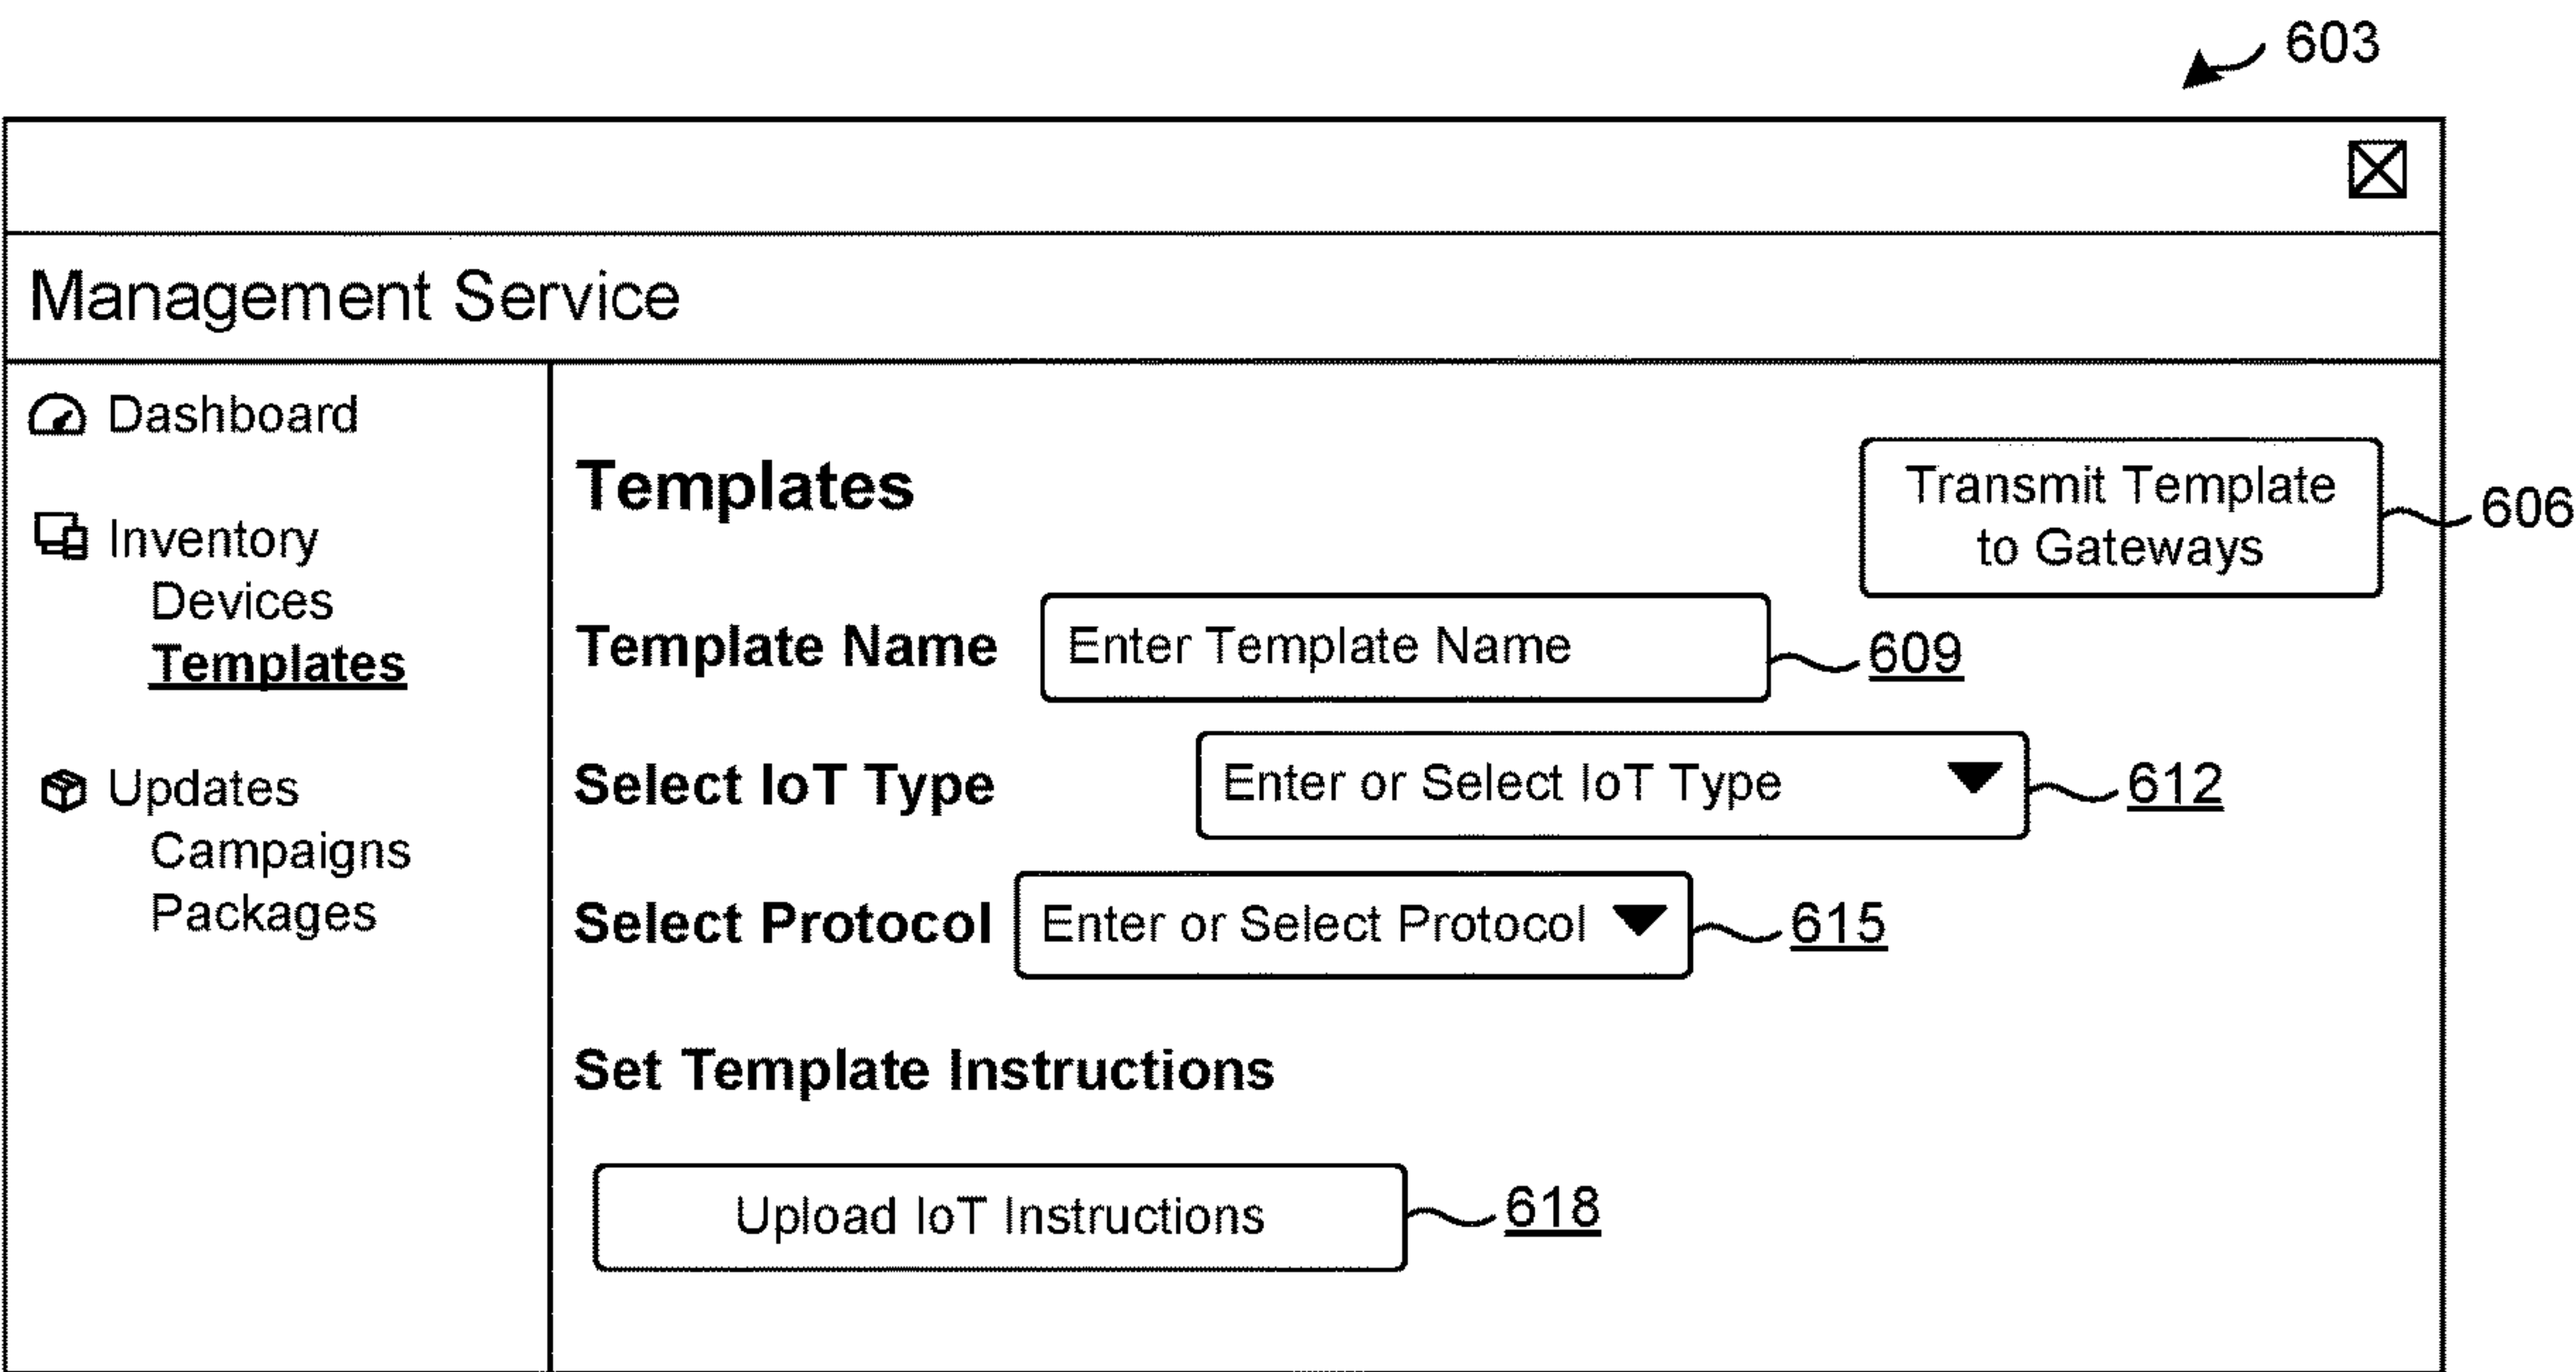 603
Management Service
Dashboard
Inventory
Devices
Templates
Updates
Campaigns
Packages
Templates
Transmit Template
to Gateways
606
Template Name
Enter Template Name
609
Select IoT Type
Enter or Select IoT Type
612
Select Protocol
Enter or Select Protocol
615
Set Template Instructions
Upload IoT Instructions
618